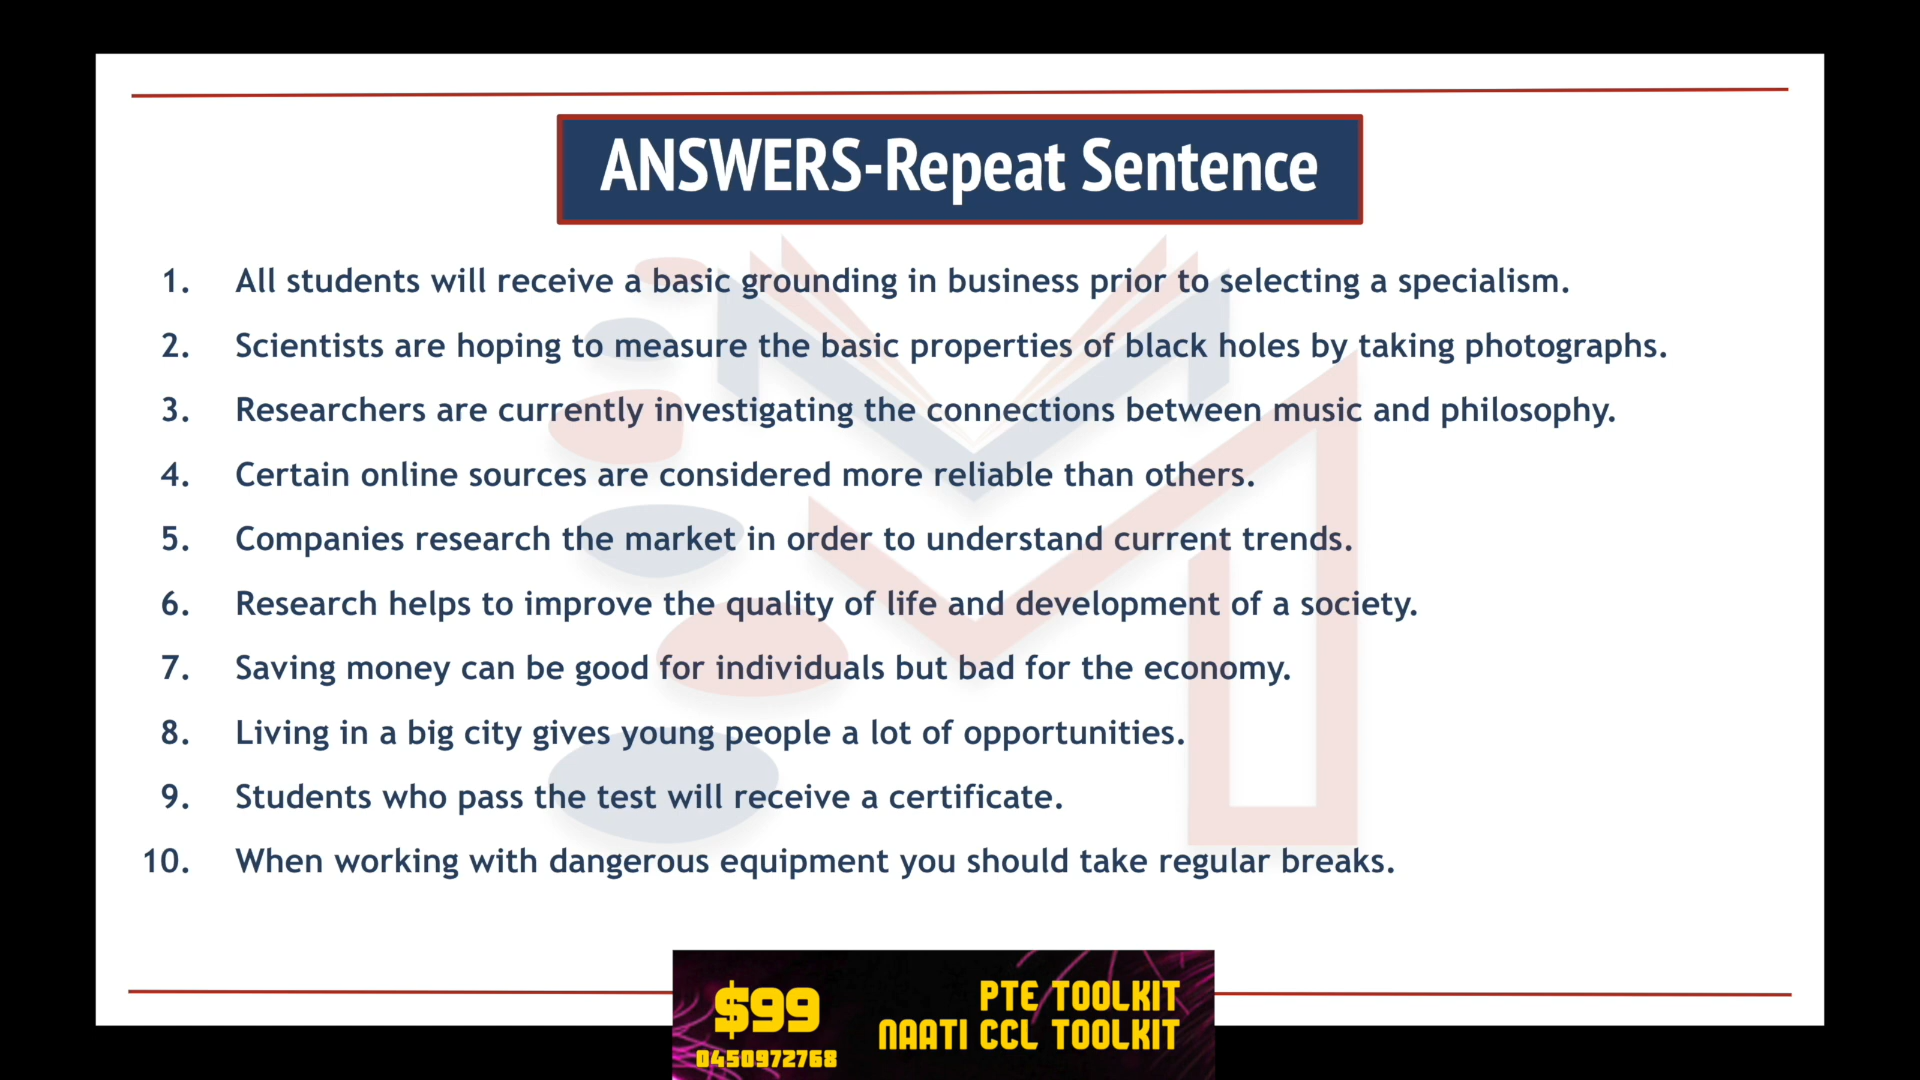 ANSWERS-Repeat Sentence
1. All students will receive a basic grounding in business prior to selecting a specialism.
2. Scientists are hoping to measure the basic properties of black holes by taking photographs.
3. Researchers are currently investigating the connections between music and philosophy.
4. Certain online sources are considered more reliable than others.
5. Companies research the market in order to understand current trends.
6. Research helps to improve the quality of life and development of a society.
7. Saving money can be good for individuals but bad for the economy.
8. Living in a big city gives young people a lot of opportunities.
9. Students who pass the test will receive a certificate.
10. When working with dangerous equipment you should take regular breaks.
$99
0450972768
PTE TOOLKIT
NAATI CCL TOOLKIT